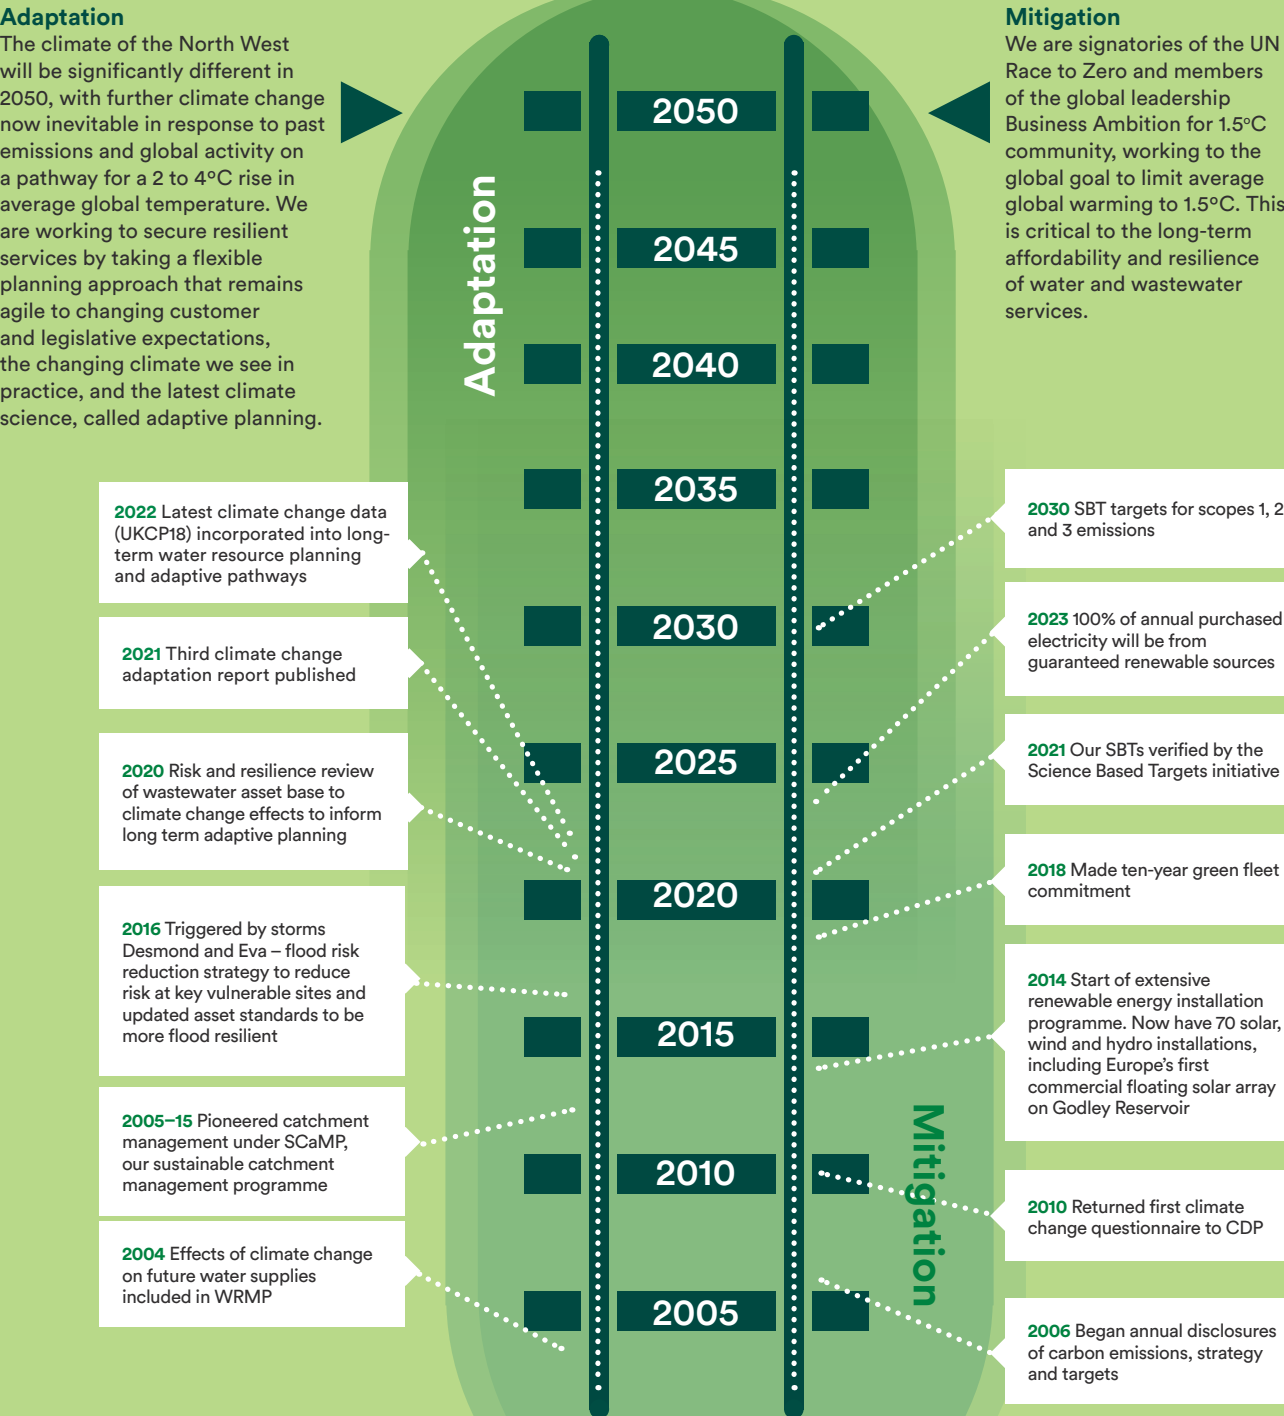 Adaptation
The climate of the North West
will be significantly different in
2050, with further climate change
now inevitable in response to past
emissions and global activity on
a pathway for a 2 to 4°C rise in
average global temperature. We
are working to secure resilient
services by taking a flexible
planning approach that remains
agile to changing customer
and legislative expectations,
the changing climate we see in
practice, and the latest climate
science, called adaptive planning.
Mitigation
We are signatories of the UN
Race to Zero and members
of the global leadership
Business Ambition for 1.5°C
community, working to the
global goal to limit average
global warming to 1.5°C. This
is critical to the long-term
affordability and resilience
of water and wastewater
services.
Adaptation
2050
2045
2040
2035
2030
2025
2020
2015
2010
2005
Mitigation
2022 Latest climate change data
(UKCP18) incorporated into long-
term water resource planning
and adaptive pathways
2021 Third climate change
adaptation report published
2020 Risk and resilience review
of wastewater asset base to
climate change effects to inform
long term adaptive planning
2016 Triggered by storms
Desmond and Eva – flood risk
reduction strategy to reduce
risk at key vulnerable sites and
updated asset standards to be
more flood resilient
2005–15 Pioneered catchment
management under SCaMP,
our sustainable catchment
management programme
2004 Effects of climate change
on future water supplies
included in WRMP
2030 SBT targets for scopes 1, 2
and 3 emissions
2023 100% of annual purchased
electricity will be from
guaranteed renewable sources
2021 Our SBTs verified by the
Science Based Targets initiative
2018 Made ten-year green fleet
commitment
2014 Start of extensive
renewable energy installation
programme. Now have 70 solar,
wind and hydro installations,
including Europe's first
commercial floating solar array
on Godley Reservoir
2010 Returned first climate
change questionnaire to CDP
2006 Began annual disclosures
of carbon emissions, strategy
and targets